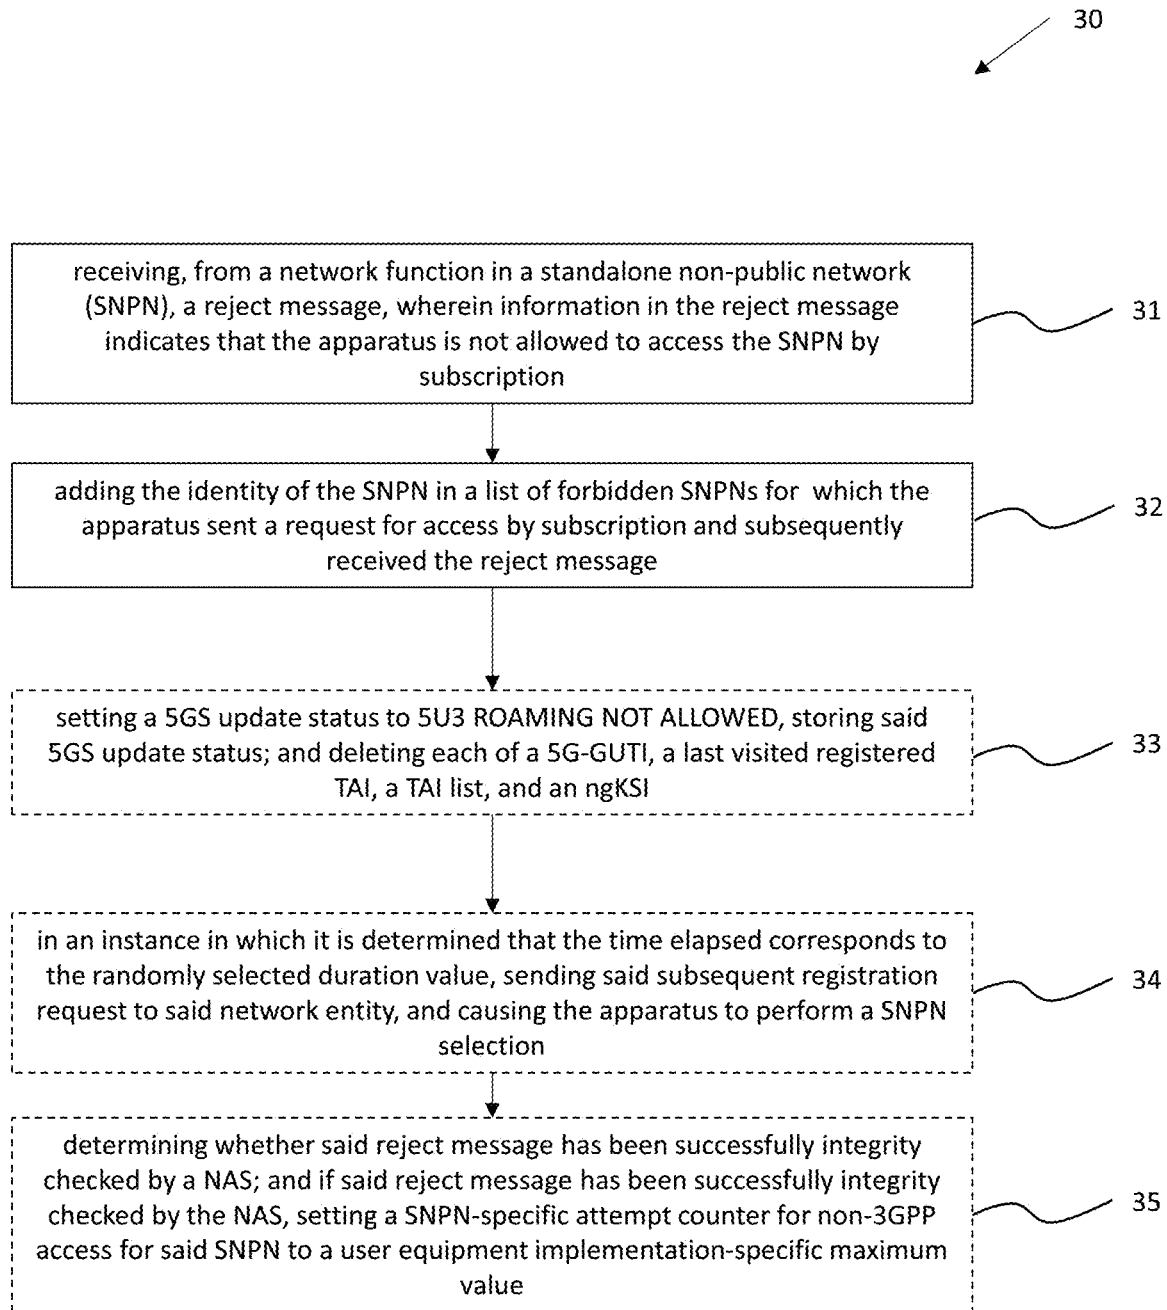 30
receiving, from a network function in a standalone non-public network
(SNPN), a reject message, wherein information in the reject message
indicates that the apparatus is not allowed to access the SNPN by
subscription
31
adding the identity of the SNPN in a list of forbidden SNPNs for which the
apparatus sent a request for access by subscription and subsequently
received the reject message
32
setting a 5GS update status to 5U3 ROAMING NOT ALLOWED, storing said
5GS update status; and deleting each of a 5G-GUTI, a last visited registered
TAI, a TAI list, and an ngKSI
33
in an instance in which it is determined that the time elapsed corresponds to
the randomly selected duration value, sending said subsequent registration
request to said network entity, and causing the apparatus to perform a SNPN
selection
34
determining whether said reject message has been successfully integrity
checked by a NAS; and if said reject message has been successfully integrity
checked by the NAS, setting a SNPN-specific attempt counter for non-3GPP
access for said SNPN to a user equipment implementation-specific maximum
value
35